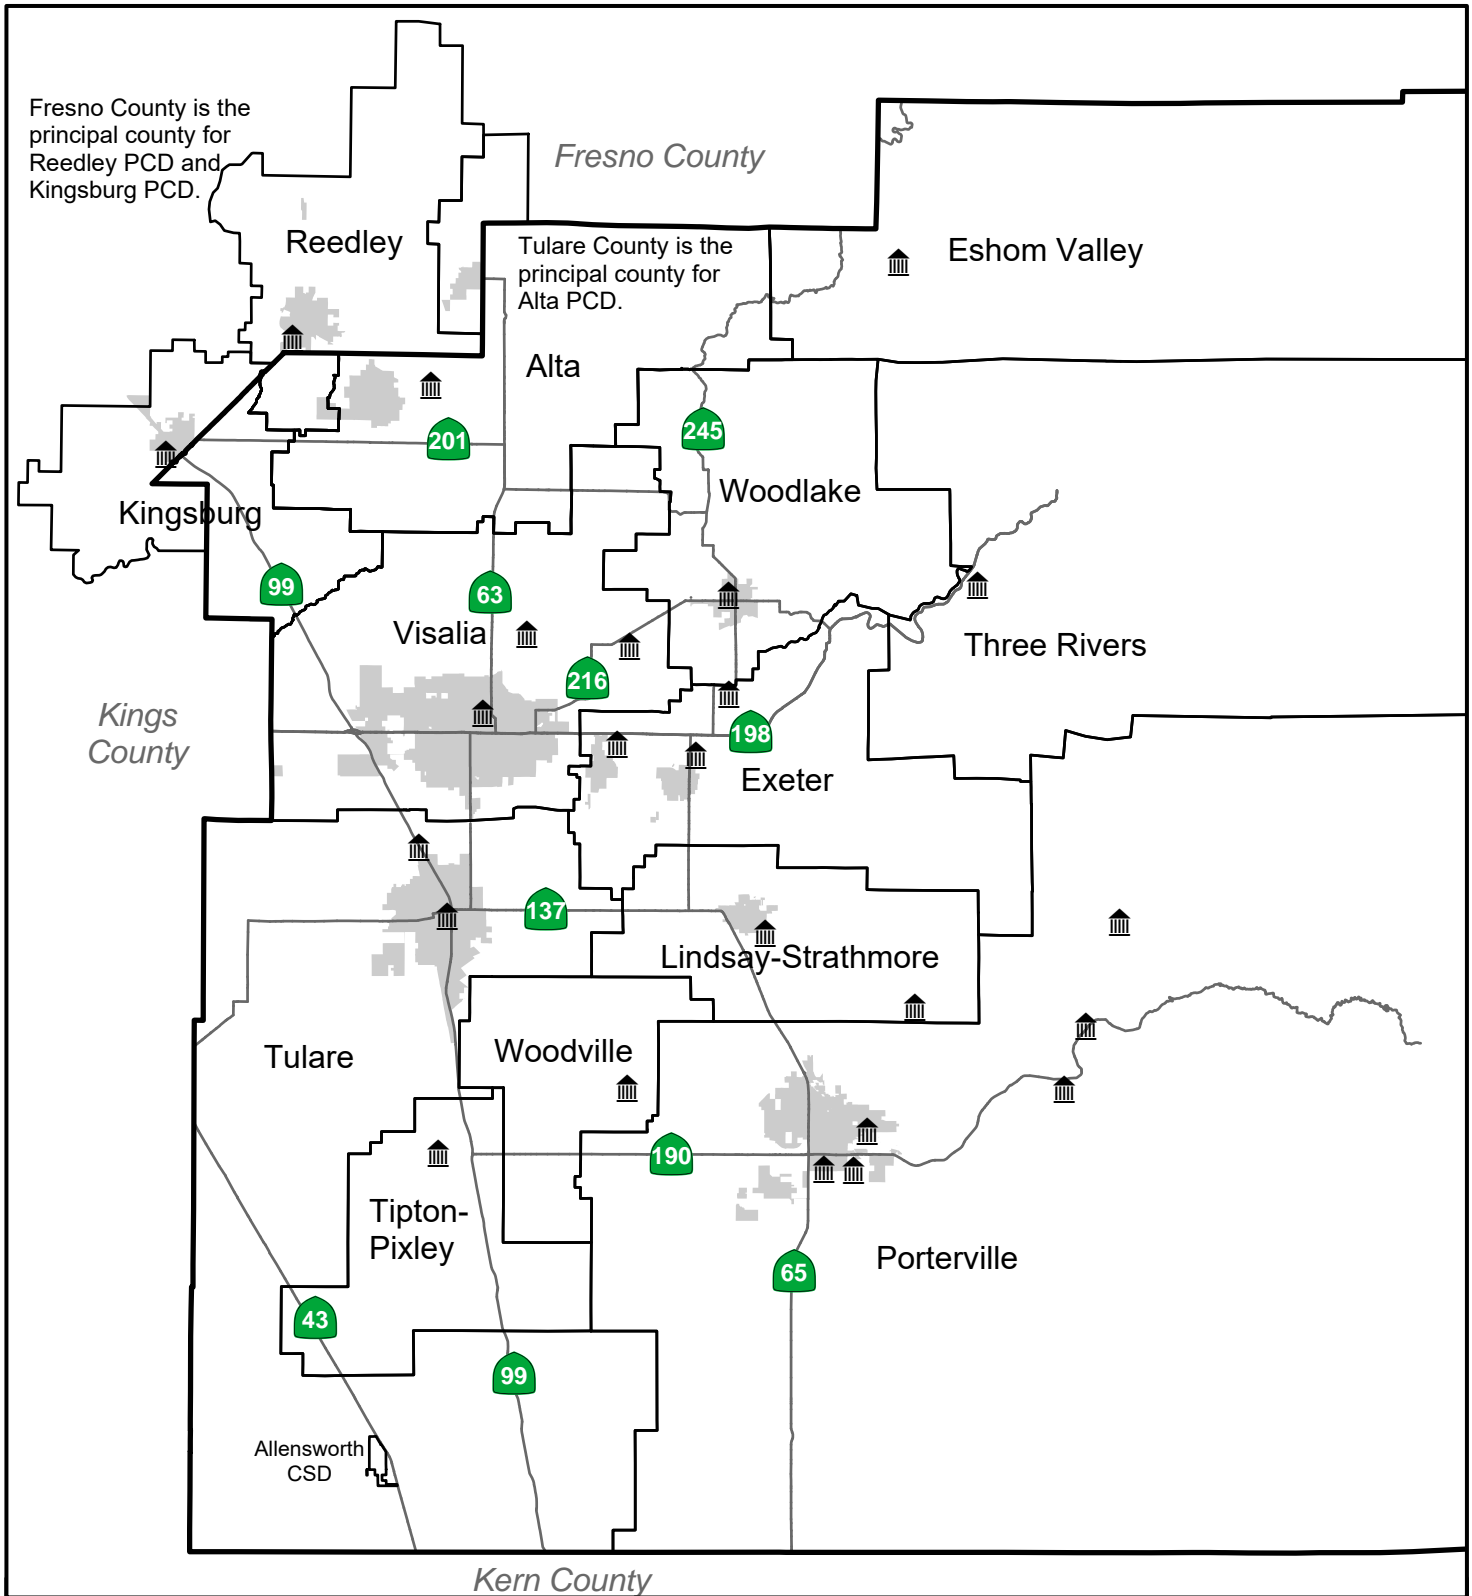 Fresno County is the
principal county for
Reedley PCD and
Kingsburg PCD.
Fresno County
Reedley
Tulare County is the
principal county for
Alta PCD.
Eshom Valley
Alta
201
245
Woodlake
Kingsburg
99
63
Visalia
Three Rivers
216
Kings
County
198
Exeter
137
Lindsay-Strathmore
Tulare
Woodville
190
Tipton-
Pixley
Porterville
65
43
99
Allensworth
CSD
Kern County